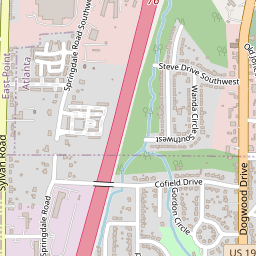 76
Springdale Road Southwest
East Point
Atlanta
Steve Drive Southwest
Wanda Circle
Southwest
Sylvan Road
Cofield Drive
Gordon Circle
Dogwood Drive
Springdale Road
US 19